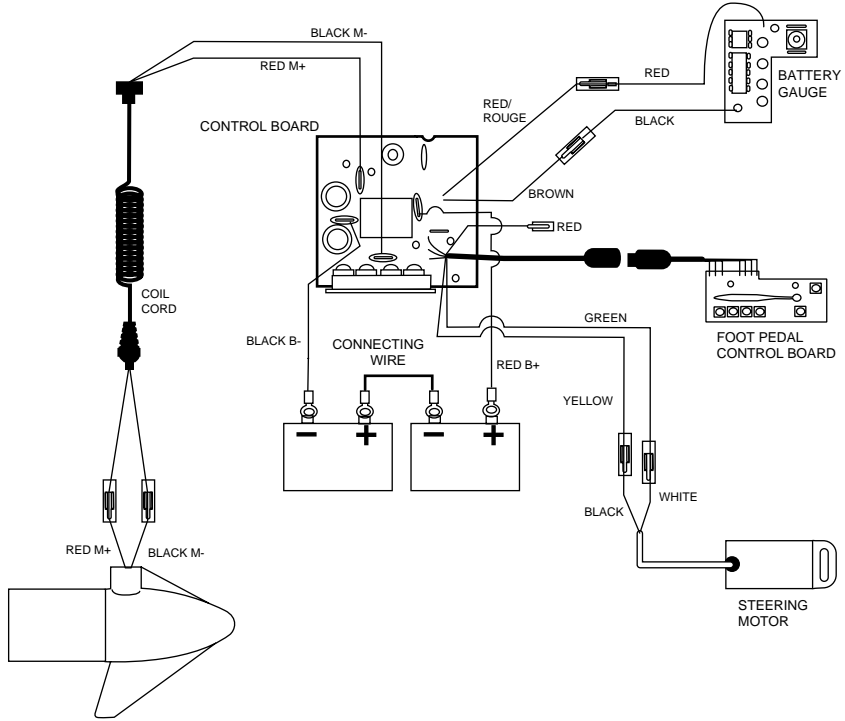 BLACK M-
RED M+
RED
BATTERY
GAUGE
RED/
ROUGE
CONTROL BOARD
BLACK
BROWN
RED
COIL
CORD
GREEN
FOOT PEDAL
CONTROL BOARD
BLACK B-
CONNECTING
WIRE
RED B+
YELLOW
WHITE
BLACK
RED M+
BLACK M-
STEERING
MOTOR